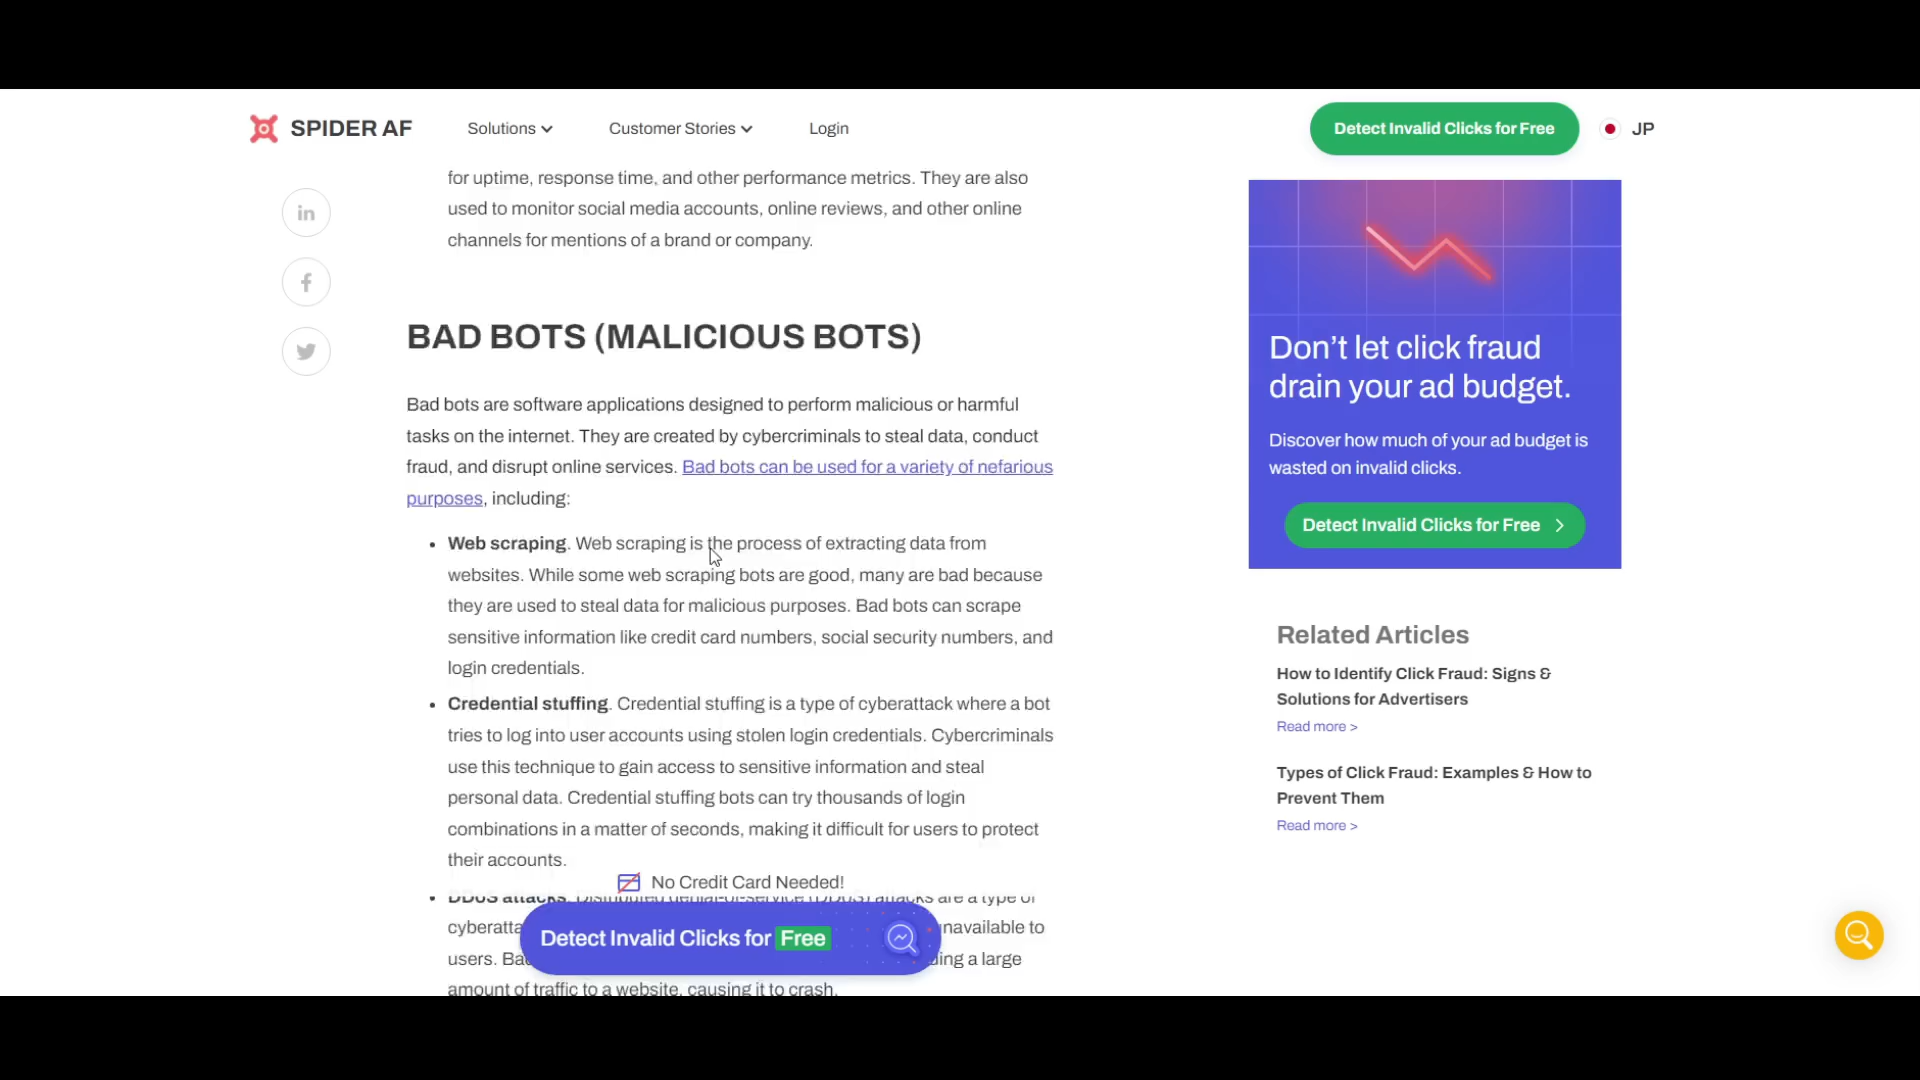 SPIDER AF
Solutions
Customer Stories
Login
Detect Invalid Clicks for Free
JP
for uptime, response time, and other performance metrics. They are also
used to monitor social media accounts, online reviews, and other online
channels for mentions of a brand or company.
BAD BOTS (MALICIOUS BOTS)
Bad bots are software applications designed to perform malicious or harmful
tasks on the internet. They are created by cybercriminals to steal data, conduct
fraud, and disrupt online services. Bad bots can be used for a variety of nefarious
purposes, including:
• Web scraping. Web scraping is the process of extracting data from
websites. While some web scraping bots are good, many are bad because
they are used to steal data for malicious purposes. Bad bots can scrape
sensitive information like credit card numbers, social security numbers, and
login credentials.
• Credential stuffing. Credential stuffing is a type of cyberattack where a bot
tries to log into user accounts using stolen login credentials. Cybercriminals
use this technique to gain access to sensitive information and steal
personal data. Credential stuffing bots can try thousands of login
combinations in a matter of seconds, making it difficult for users to protect
their accounts.
No Credit Card Needed!
• DDoS attacks. Distributed denial-of-service (DDoS) attacks are a type of
navailable to
users.
a large
amount of traffic to a website, causing it to crash.
Detect Invalid Clicks for Free
Don't let click fraud
drain your ad budget.
Discover how much of your ad budget is
wasted on invalid clicks.
Detect Invalid Clicks for Free
Related Articles
How to Identify Click Fraud: Signs &
Solutions for Advertisers
Read more >
Types of Click Fraud: Examples & How to
Prevent Them
Read more >